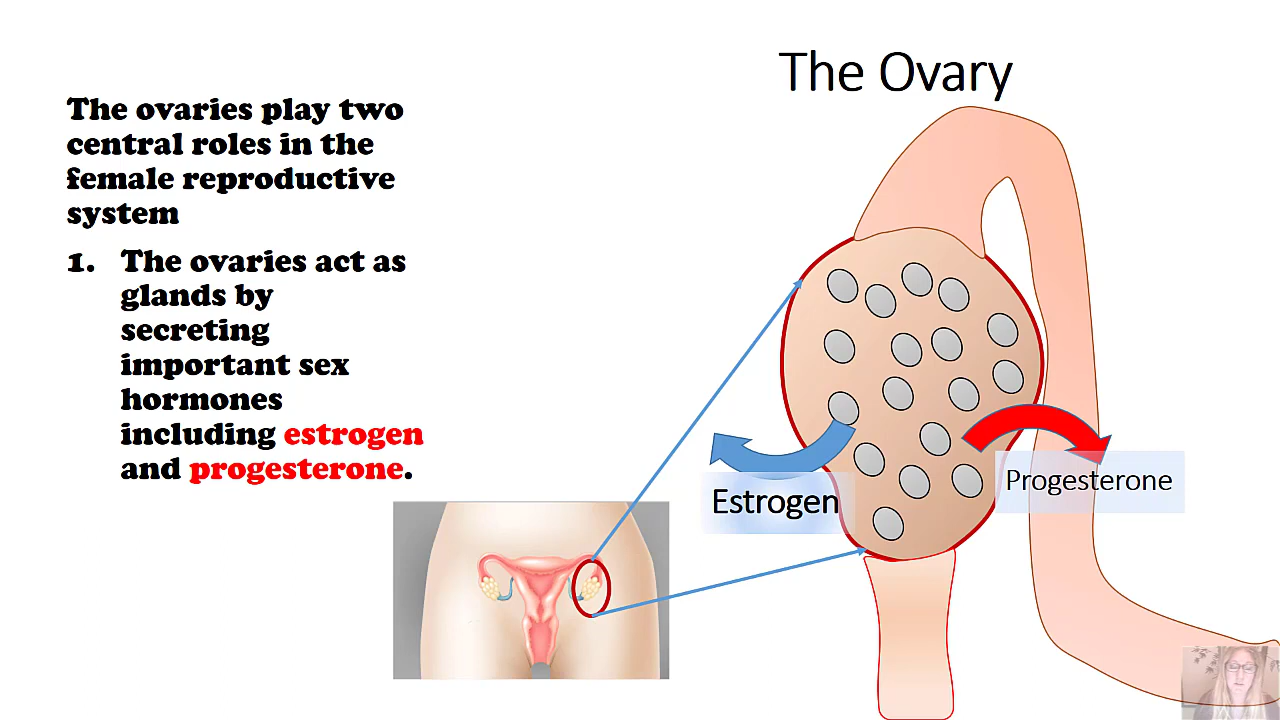 The Ovary
The ovaries play two
central roles in the
female reproductive
system
1. The ovaries act as
glands by
secreting
important sex
hormones
including estrogen
and progesterone.
Estrogen
Progesterone